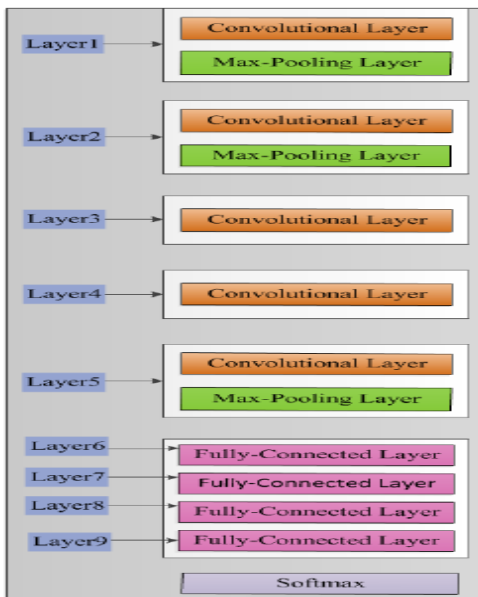 Layer1
Convolutional Layer
Max-Pooling Layer
Layer2
Convolutional Layer
Max-Pooling Layer
Layer3
Convolutional Layer
Layer4
Convolutional Layer
Layer5
Convolutional Layer
Max-Pooling Layer
Layer6
Fully-Connected Layer
Layer7
Fully-Connected Layer
Layer8
Fully-Connected Layer
Layer9
Fully-Connected Layer
Softmax